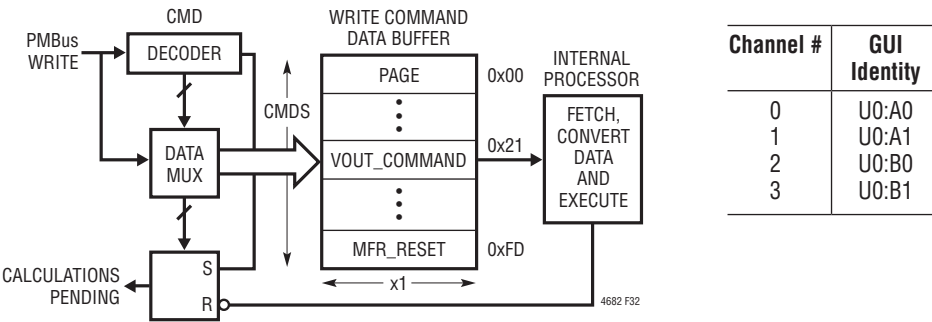 CMD
PMBus
WRITE
DECODER
DATA
MUX
S
R
CALCULATIONS
PENDING
CMDS
WRITE COMMAND
DATA BUFFER
PAGE
0x00
VOUT_COMMAND
0x21
MFR_RESET
0xFD
x1
INTERNAL
PROCESSOR
FETCH,
CONVERT
DATA
AND
EXECUTE
4682 F32
Channel # GUI
Identity
0 U0:A0
1 U0:A1
2 U0:B0
3 U0:B1